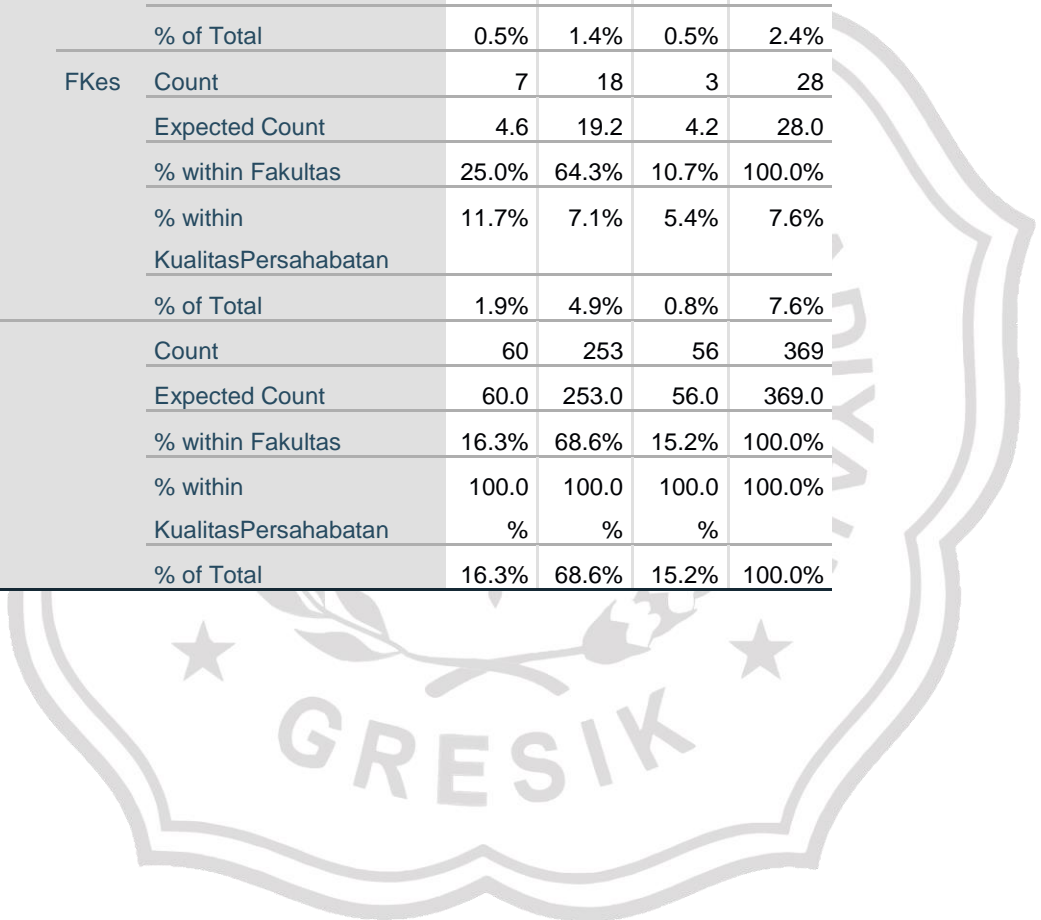 % of Total 0.5% 1.4% 0.5% 2.4%
FKes Count 7 18 3 28
Expected Count 4.6 19.2 4.2 28.0
% within Fakultas 25.0% 64.3% 10.7% 100.0%
% within 11.7% 7.1% 5.4% 7.6%
KualitasPersahabatan
% of Total 1.9% 4.9% 0.8% 7.6%
Count 60 253 56 369
Expected Count 60.0 253.0 56.0 369.0
% within Fakultas 16.3% 68.6% 15.2% 100.0%
% within 100.0 100.0 100.0 100.0%
KualitasPersahabatan % % %
% of Total 16.3% 68.6% 15.2% 100.0%
GRESIK